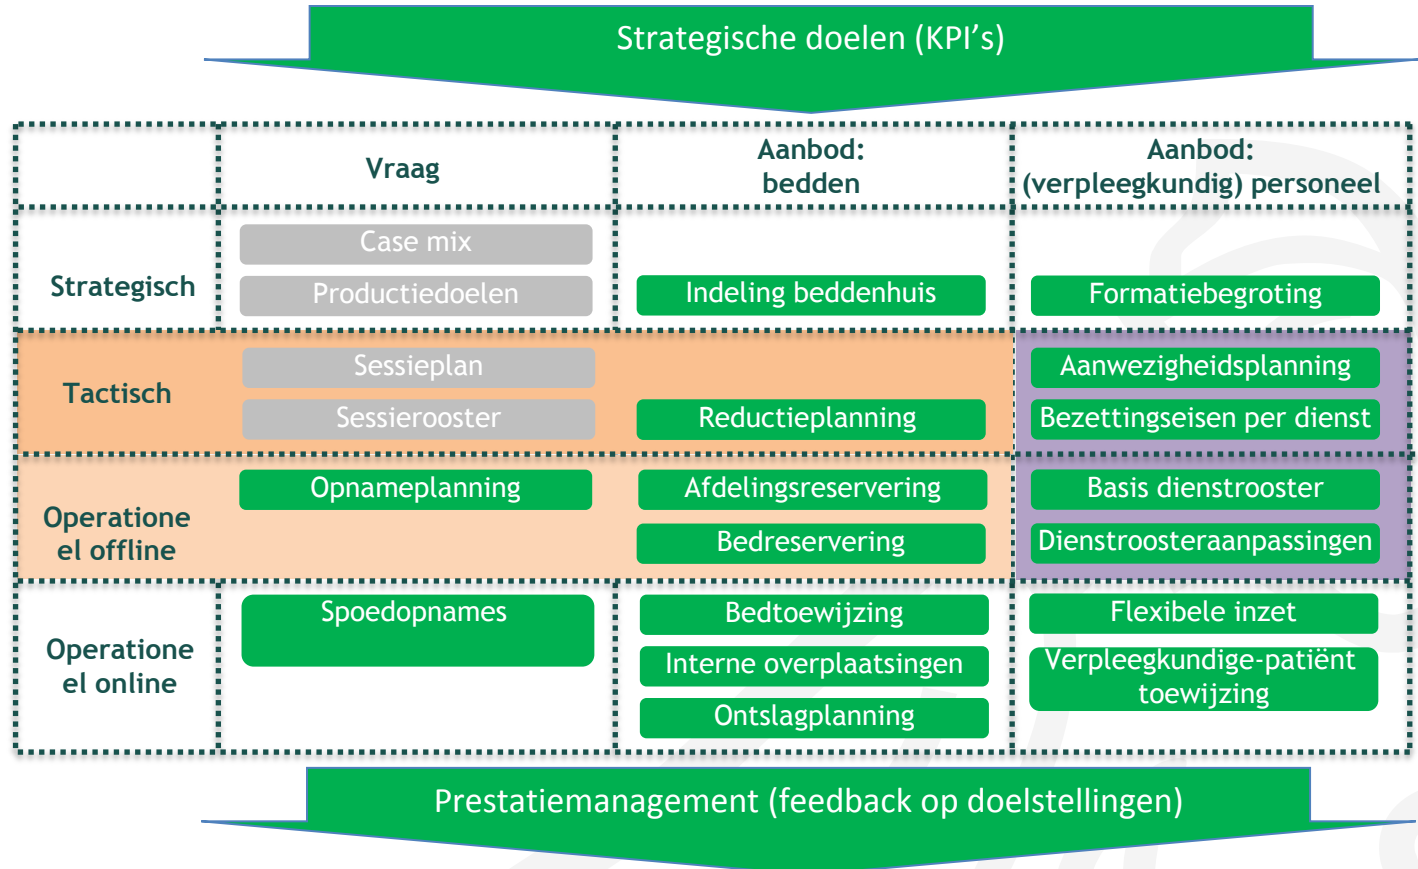 Strategische doelen (KPI’s)
Vraag
Aanbod:
bedden
Aanbod:
(verpleegkundig) personeel
Strategisch
Case mix
Productiedoelen
Indeling beddenhuis
Formatiebegroting
Tactisch
Sessieplan
Sessierooster
Reductieplanning
Aanwezigheidsplanning
Bezettingseisen per dienst
Operatione
el offline
Opnameplanning
Afdelingsreservering
Bedreservering
Basis dienstrooster
Dienstroosteraanpassingen
Operatione
el online
Spoedopnames
Bedtoewijzing
Interne overplaatsingen
Ontslagplanning
Flexibele inzet
Verpleegkundige-patiënt
toewijzing
Prestatiemanagement (feedback op doelstellingen)